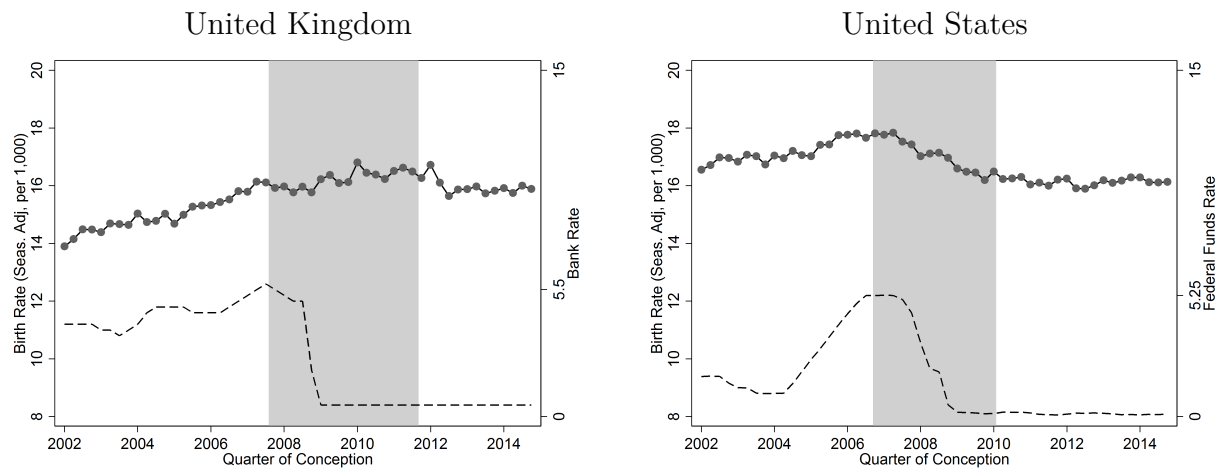 United Kingdom
20
18
16
14
12
10
8
Birth Rate (Seas. Adj, per 1,000)
15
5.5
0
Bank Rate
2002 2004 2006 2008 2010 2012 2014
Quarter of Conception
United States
20
18
16
14
12
10
8
Birth Rate (Seas. Adj, per 1,000)
15
5.25
0
Federal Funds Rate
2002 2004 2006 2008 2010 2012 2014
Quarter of Conception